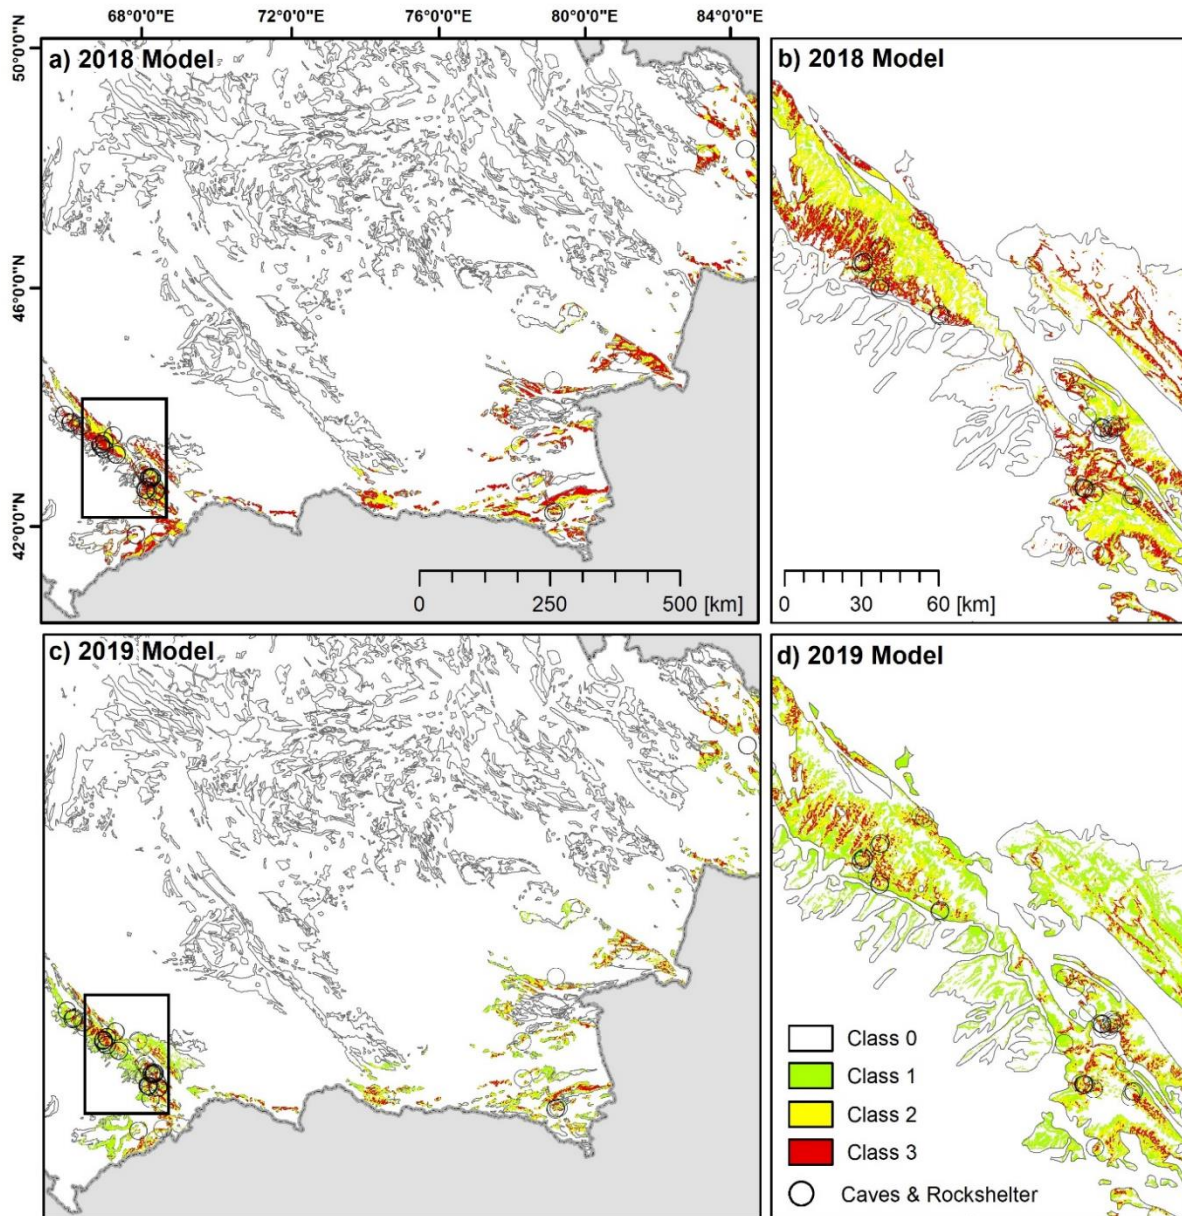 68°0'0"E 72°0'0"E 76°0'0"E 80°0'0"E 84°0'0"E
50°0'0"N
46°0'0"N
42°0'0"N
a) 2018 Model
0 250 500 [km]
b) 2018 Model
0 30 60 [km]
c) 2019 Model
d) 2019 Model
Class 0
Class 1
Class 2
Class 3
Caves & Rockshelter